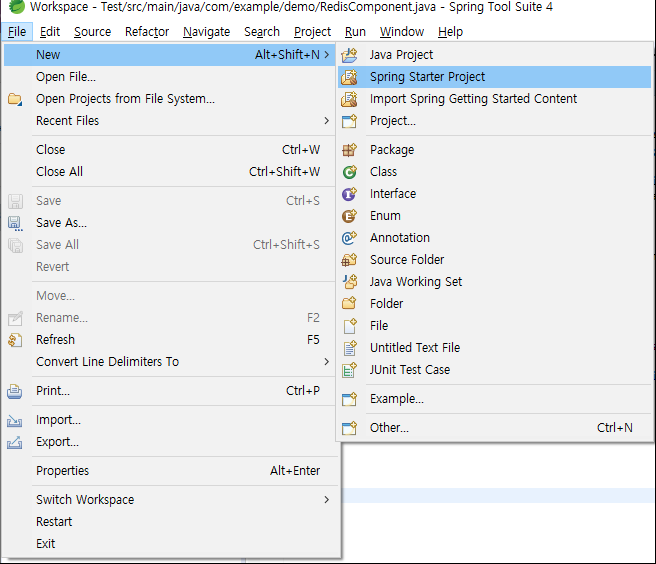 Workspace - Test/src/main/java/com/example/demo/RedisComponent.java - Spring Tool Suite 4
File Edit Source Refactor Navigate Search Project Run Window Help
New Alt+Shift+N >
Open File...
Open Projects from File System...
Recent Files >
Close Ctrl+W
Close All Ctrl+Shift+W
Save Ctrl+S
Save As...
Save All Ctrl+Shift+S
Revert
Move...
Rename... F2
Refresh F5
Convert Line Delimiters To >
Print... Ctrl+P
Import...
Export...
Properties Alt+Enter
Switch Workspace >
Restart
Exit
Java Project
Spring Starter Project
Import Spring Getting Started Content
Project...
Package
Class
Interface
Enum
Annotation
Source Folder
Java Working Set
Folder
File
Untitled Text File
JUnit Test Case
Example...
Other... Ctrl+N